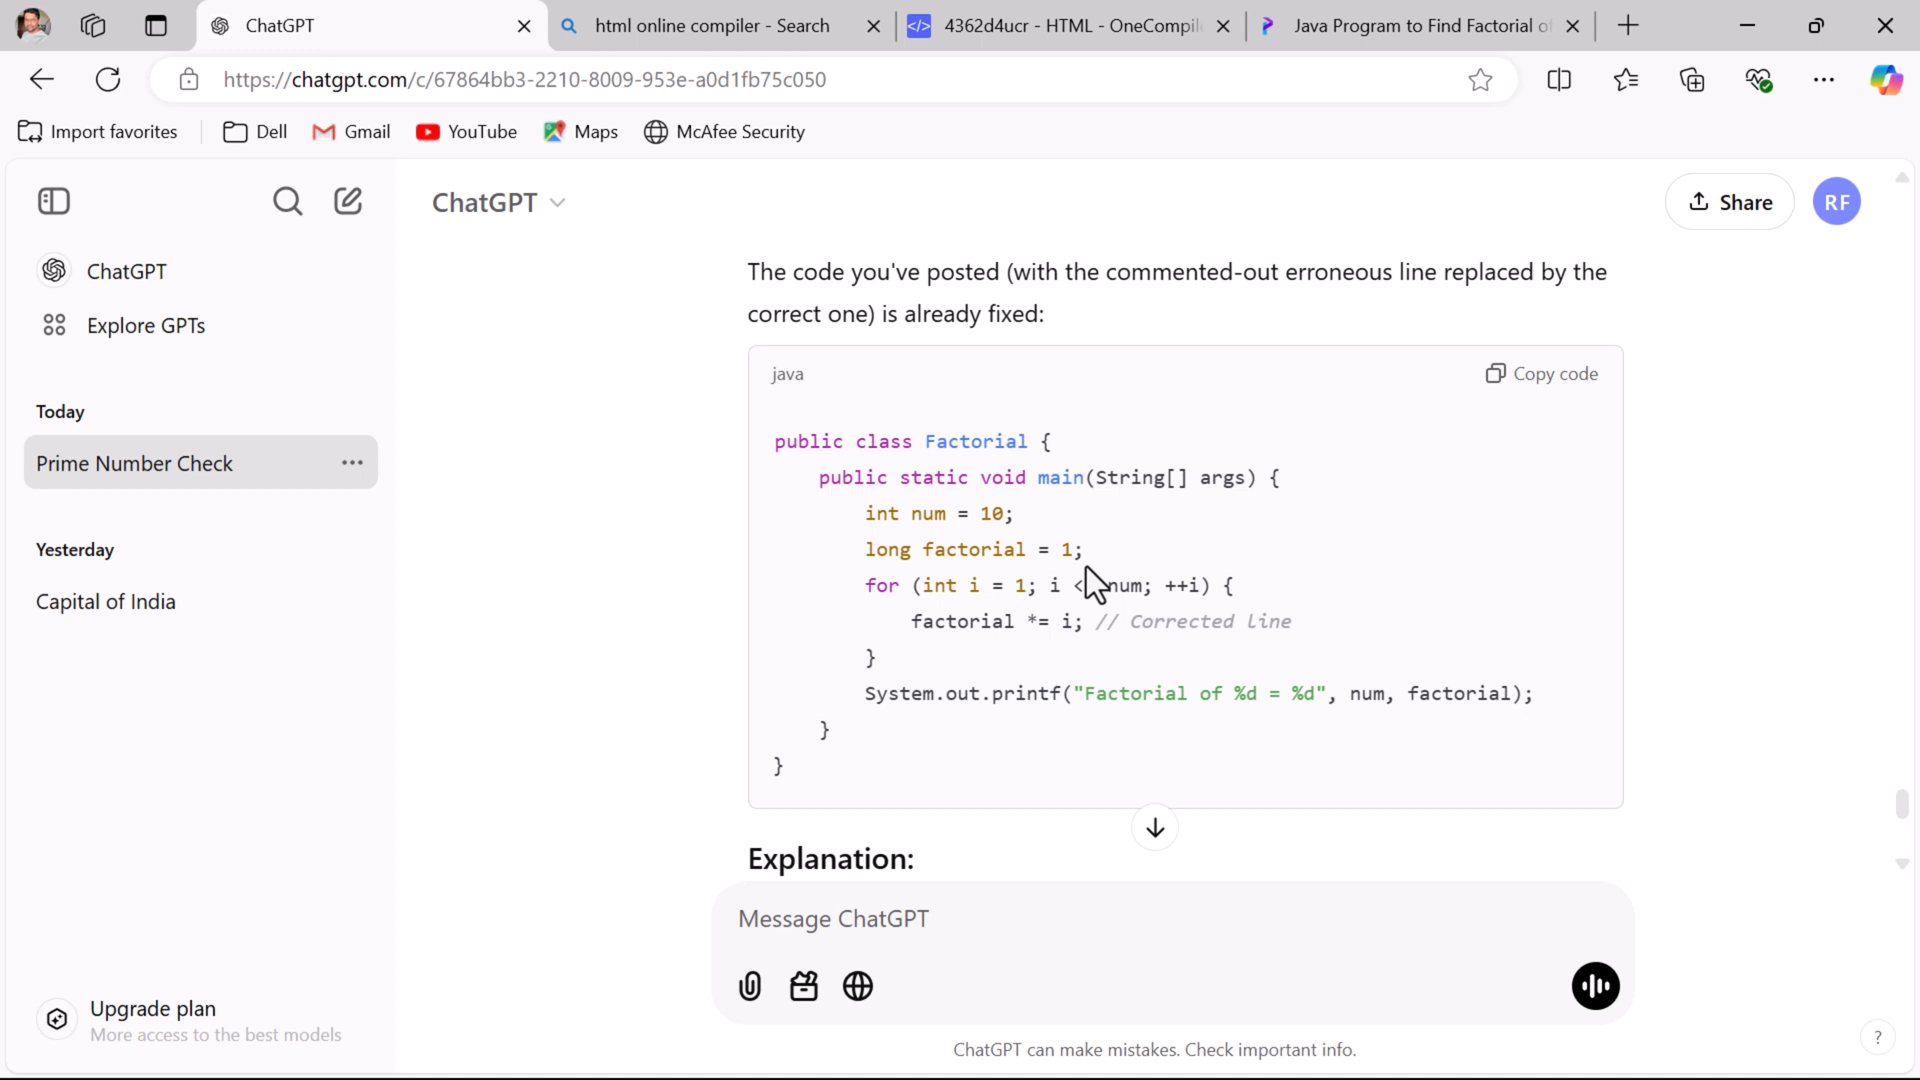 ChatGPT
html online compiler - Search
4362d4ucr - HTML - OneCompil
Java Program to Find Factorial of
https://chatgpt.com/c/67864bb3-2210-8009-953e-a0d1fb75c050
Import favorites
Dell
Gmail
YouTube
Maps
McAfee Security
ChatGPT
Share
RF
ChatGPT
Explore GPTs
Today
Prime Number Check
Yesterday
Capital of India
Upgrade plan
More access to the best models
The code you've posted (with the commented-out erroneous line replaced by the
correct one) is already fixed:
java
Copy code
public class Factorial {
public static void main(String[] args) {
int num = 10;
long factorial = 1;
for (int i = 1; i < num; ++i) {
factorial *= i; // Corrected line
}
System.out.printf("Factorial of %d = %d", num, factorial);
}
}
Explanation:
Message ChatGPT
ChatGPT can make mistakes. Check important info.
?